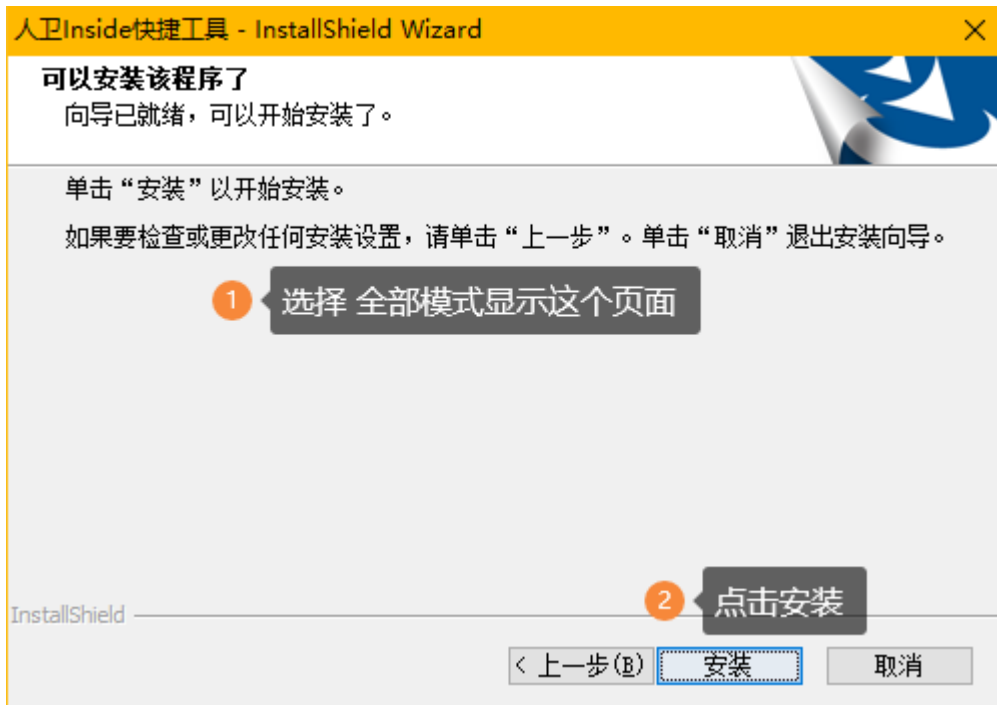 人卫Inside快捷工具 - InstallShield Wizard
可以安装该程序了
向导已就绪，可以开始安装了。
单击“安装”以开始安装。
如果要检查或更改任何安装设置，请单击“上一步”。单击“取消”退出安装向导。
1 选择 全部模式显示这个页面
2 点击安装
InstallShield
< 上一步(B) 安装 取消